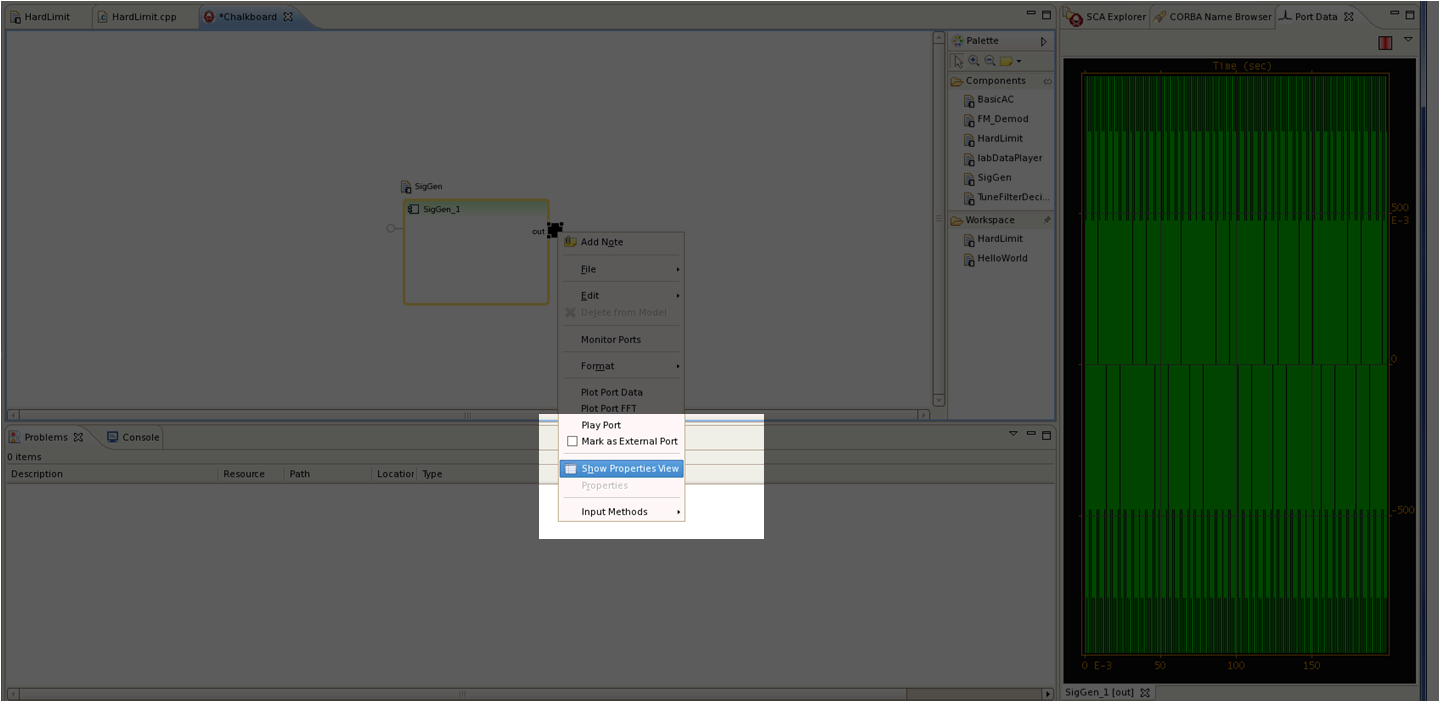 HardLimit
HardLimit.cpp
*Chalkboard
SCA Explorer
CORBA Name Browser
Port Data
Palette
Components
BasicAC
FM_Demod
HardLimit
labDataPlayer
SigGen
TuneFilterDeci...
Workspace
HardLimit
HelloWorld
SigGen
SigGen_1
out
Add Note
File
Edit
Delete from Model
Monitor Ports
Format
Plot Port Data
Plot Port FFT
Play Port
Mark as External Port
Show Properties View
Properties
Input Methods
Problems
Console
0 items
Description Resource Path Location Type
Time (sec)
500
E-3
0
-500
0 E-3 50 100 150
SigGen_1 [out]